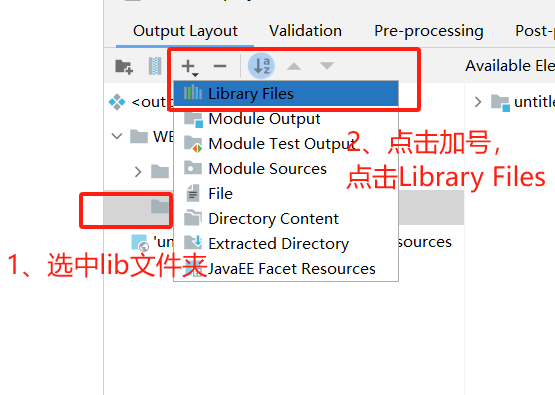 Output Layout Validation Pre-processing Post-p
Available Ele
<outp
Library Files
untitle
WE
Module Output
Module Test Output
2、点击加号，
Module Sources
点击Library Files
File
Directory Content
'un
Extracted Directory
sources
1、选中lib文件夹
JavaEE Facet Resources